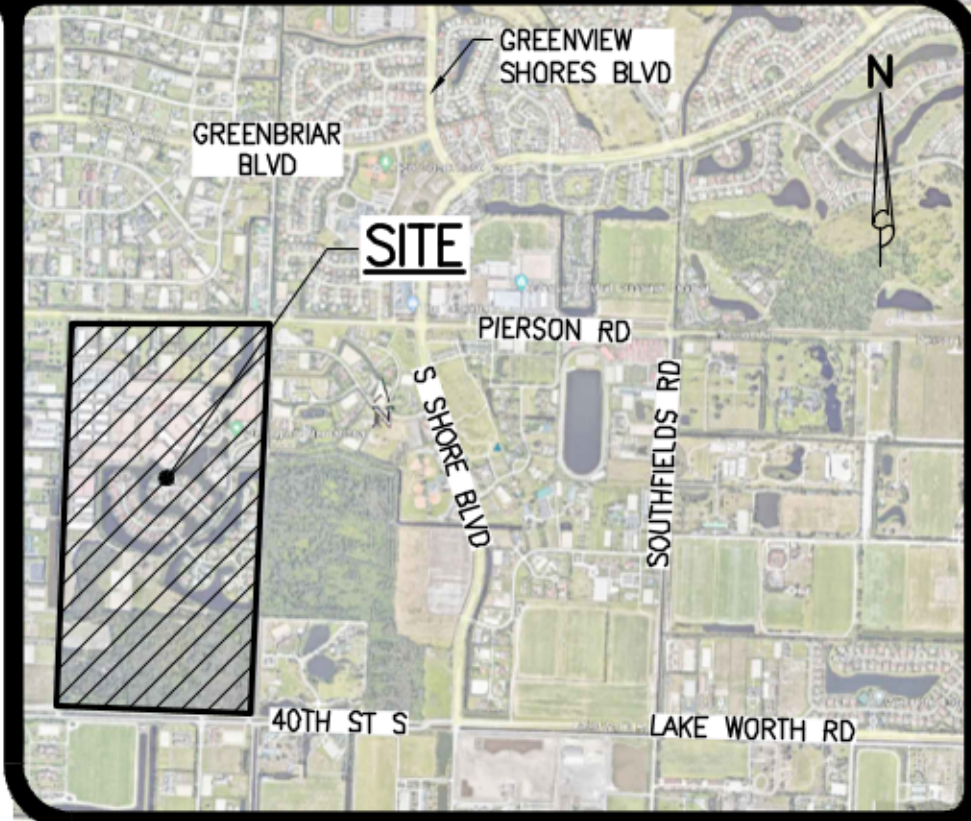 GREENVIEW
SHORES BLVD
N
GREENBRIAR
BLVD
SITE
PIERSON RD
S SHORE BLVD
SOUTHFIELDS RD
40TH ST S
LAKE WORTH RD